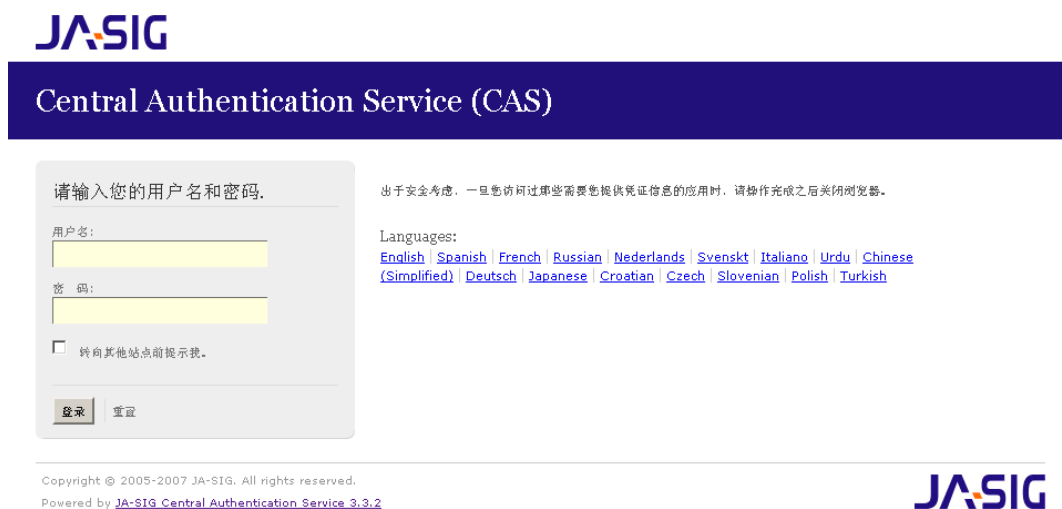 JA-SIG
Central Authentication Service (CAS)
请输入您的用户名和密码.
用户名:
密 码:
转向其他站点前提示我。
登录 重置
出于安全考虑，一旦您访问过那些需要您提供凭证信息的应用时，请操作完成之后关闭浏览器。
Languages:
English | Spanish | French | Russian | Nederlands | Svenskt | Italiano | Urdu | Chinese
(Simplified) | Deutsch | Japanese | Croatian | Czech | Slovenian | Polish | Turkish
Copyright © 2005-2007 JA-SIG. All rights reserved.
Powered by JA-SIG Central Authentication Service 3.3.2
JA-SIG